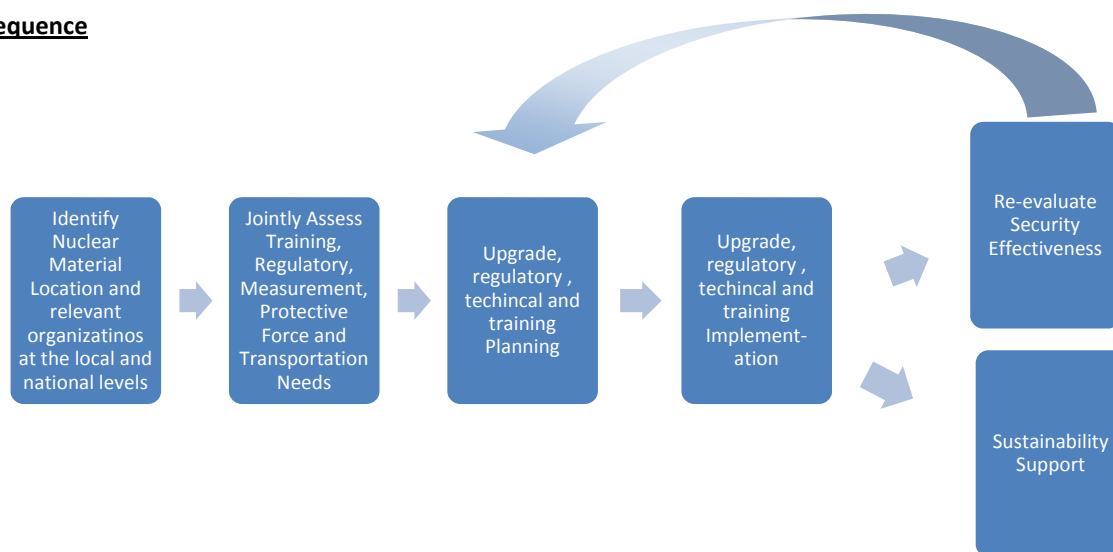 equence
Identify
Nuclear
Material
Location and
relevant
organizatinos
at the local and
national levels
Jointly Assess
Training,
Regulatory,
Measurement,
Protective
Force and
Transportation
Needs
Upgrade,
regulatory ,
techincal and
training
Planning
Upgrade,
regulatory ,
techincal and
training
Implement-
ation
Re-evaluate
Security
Effectiveness
Sustainability
Support